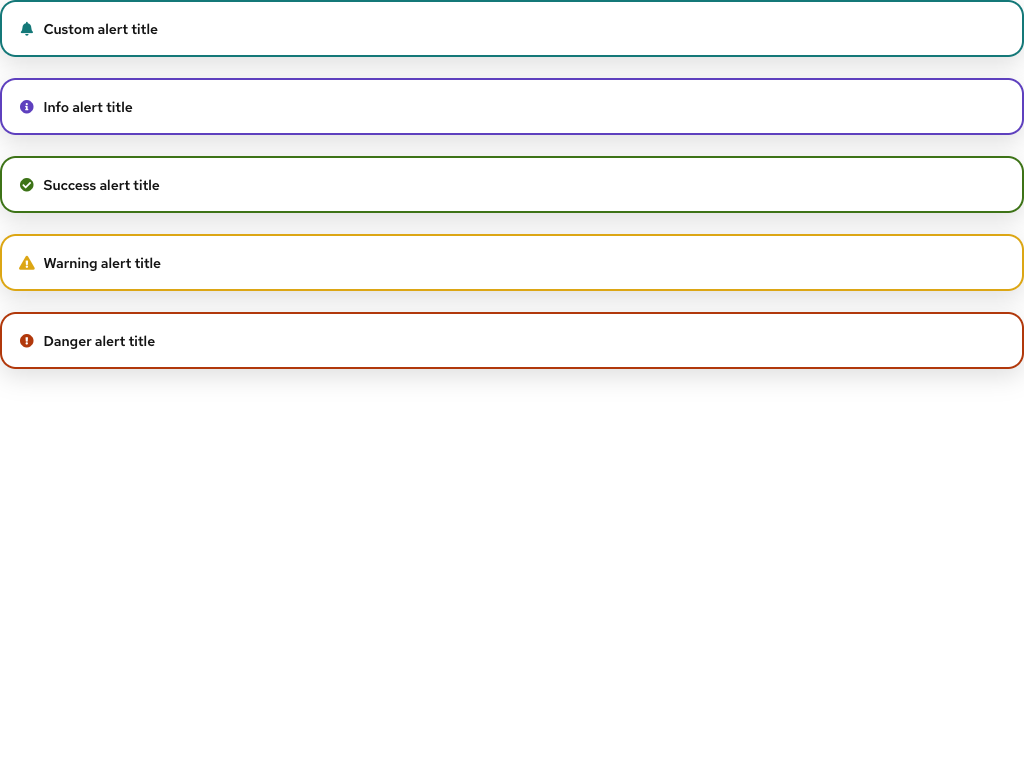 Custom alert title
Info alert title
Success alert title
Warning alert title
Danger alert title